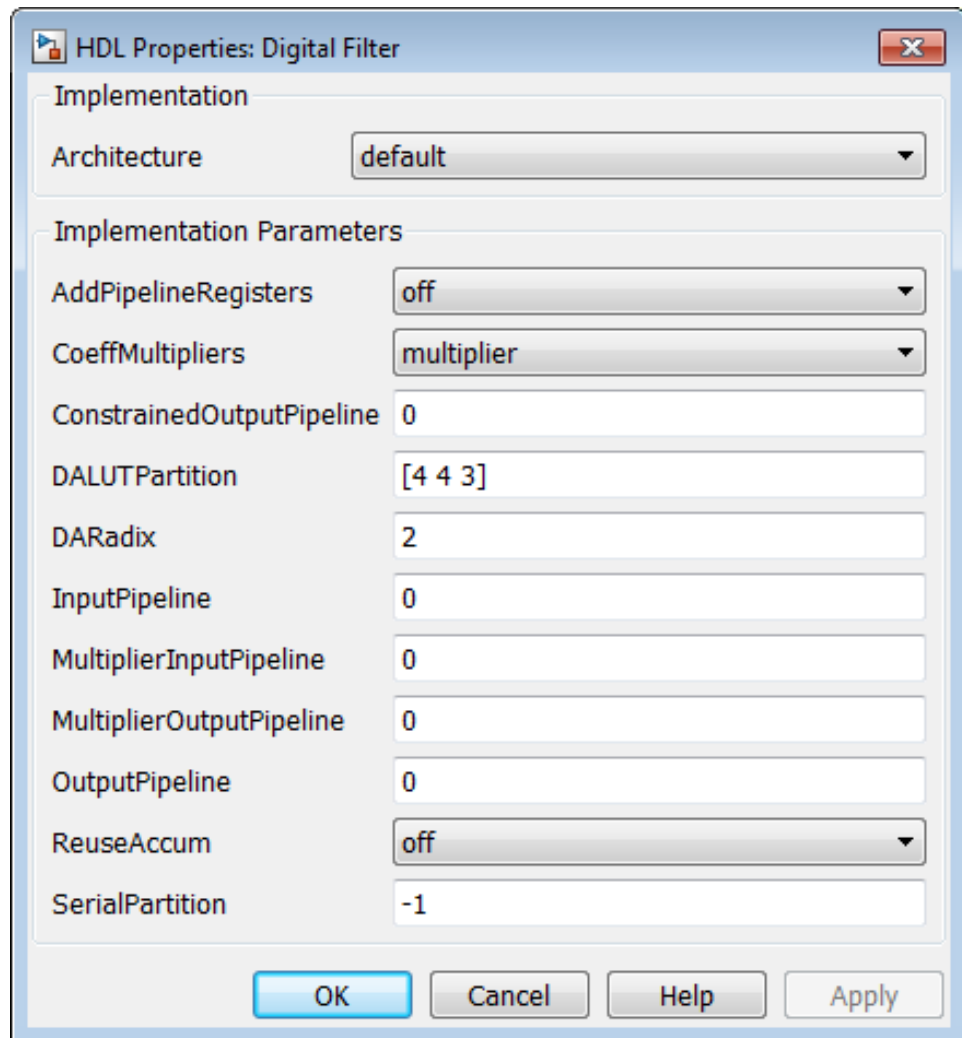 HDL Properties: Digital Filter
Implementation
Architecture default
Implementation Parameters
AddPipelineRegisters off
CoeffMultipliers multiplier
ConstrainedOutputPipeline 0
DALUTPartition [4 4 3]
DARadix 2
InputPipeline 0
MultiplierInputPipeline 0
MultiplierOutputPipeline 0
OutputPipeline 0
ReuseAccum off
SerialPartition -1
OK Cancel Help Apply